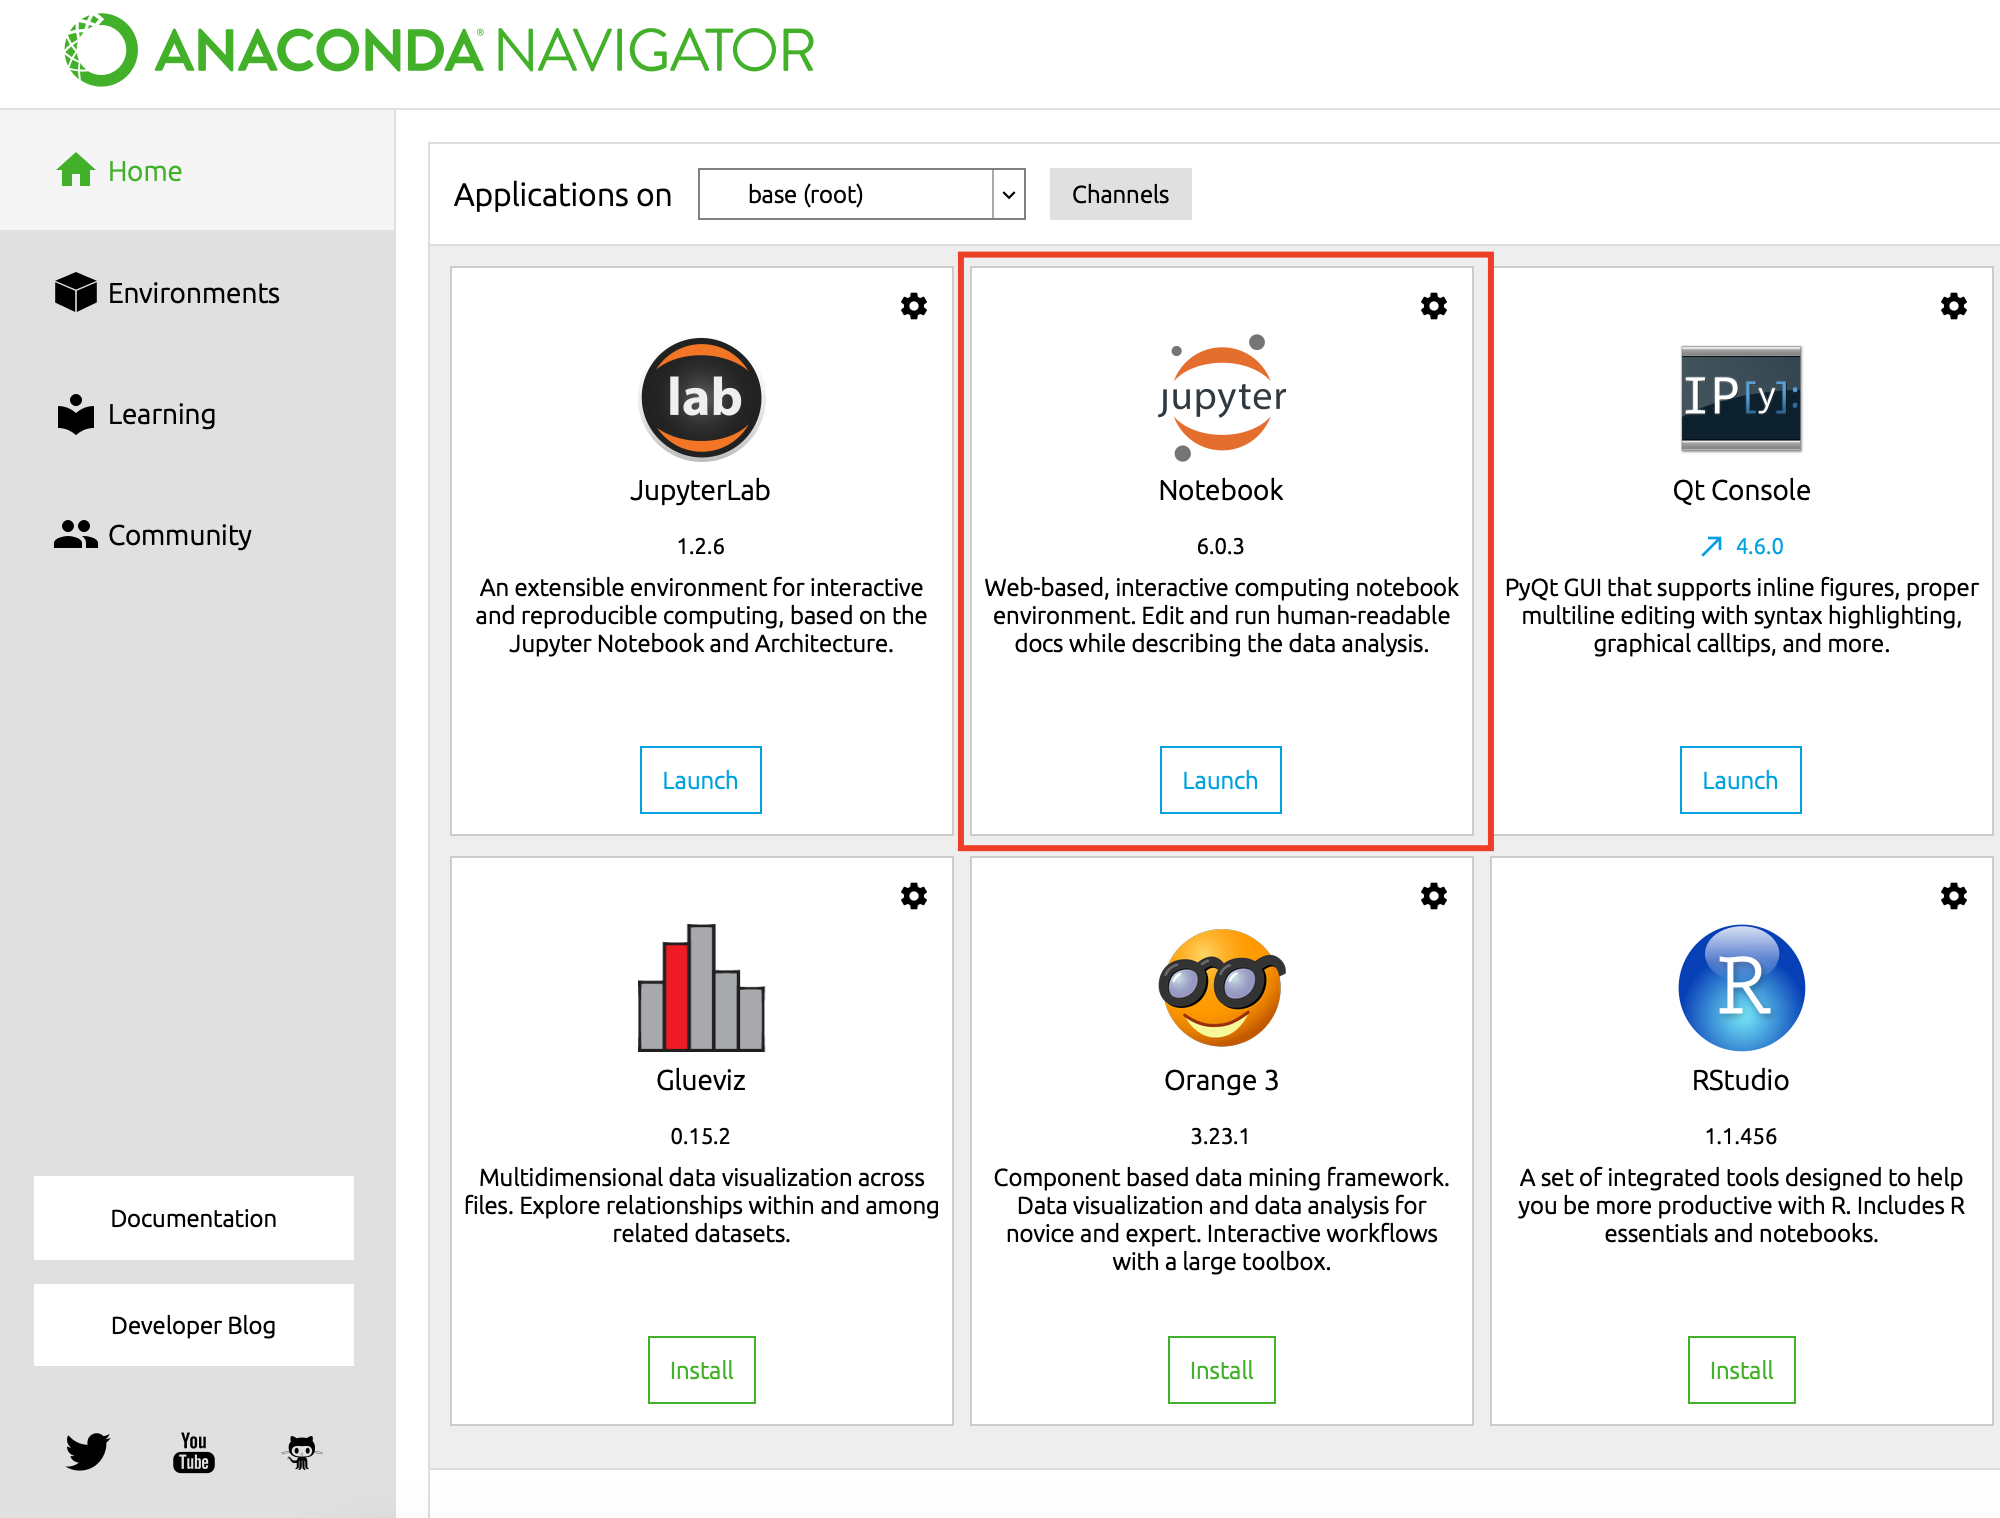 ANACONDA® NAVIGATOR
Home
Environments
Learning
Community
Documentation
Developer Blog
You
Tube
Applications on
base (root)
Channels
lab
JupyterLab
1.2.6
An extensible environment for interactive
and reproducible computing, based on the
Jupyter Notebook and Architecture.
Launch
jupyter
Notebook
6.0.3
Web-based, interactive computing notebook
environment. Edit and run human-readable
docs while describing the data analysis.
Launch
IP[y]:
Qt Console
4.6.0
PyQt GUI that supports inline figures, proper
multiline editing with syntax highlighting,
graphical calltips, and more.
Launch
Glueviz
0.15.2
Multidimensional data visualization across
files. Explore relationships within and among
related datasets.
Install
Orange 3
3.23.1
Component based data mining framework.
Data visualization and data analysis for
novice and expert. Interactive workflows
with a large toolbox.
Install
R
RStudio
1.1.456
A set of integrated tools designed to help
you be more productive with R. Includes R
essentials and notebooks.
Install